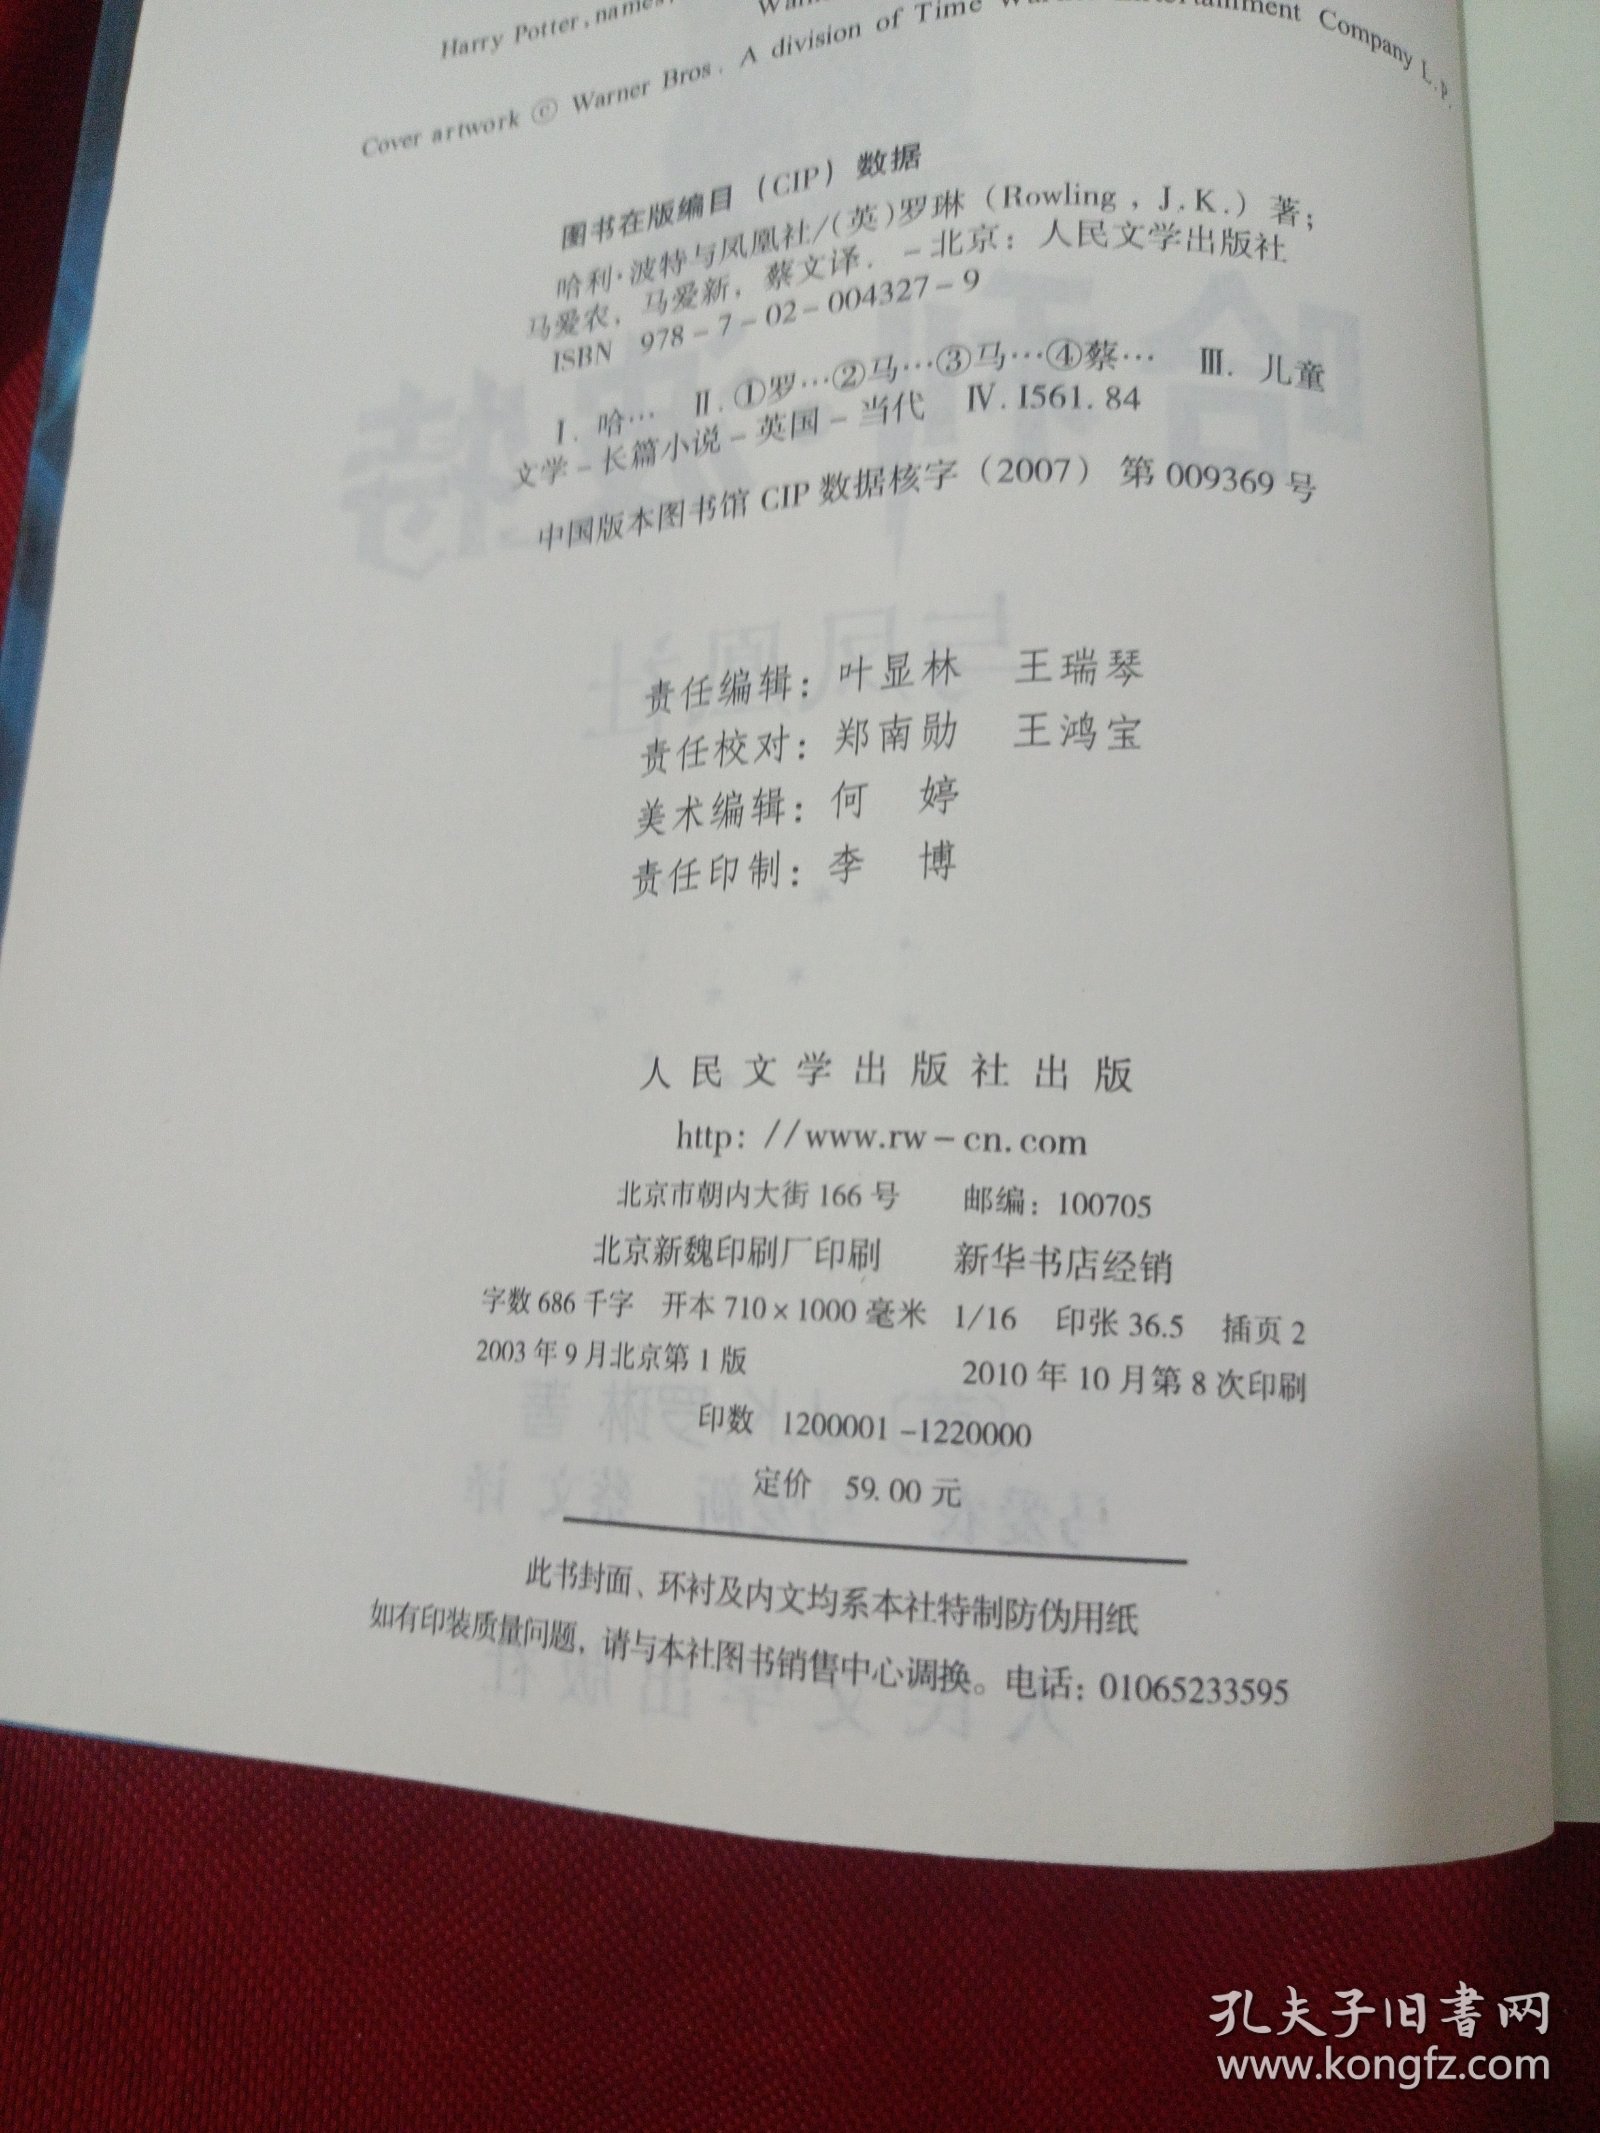 Harry Potter, names,
Cover artwork © Warner Bros. A division of Time Warner Entertainment Company L.P.
图书在版编目（CIP）数据
哈利·波特与凤凰社/(英)罗琳（Rowling，J.K.）著；
马爱农，马爱新，蔡文译．－北京：人民文学出版社
ISBN 978－7－02－004327－9
Ⅰ．哈… Ⅱ．①罗…②马…③马…④蔡… Ⅲ．儿童
文学－长篇小说－英国－当代 Ⅳ．I561.84
中国版本图书馆CIP数据核字（2007）第009369号
责任编辑：叶显林 王瑞琴
责任校对：郑南勋 王鸿宝
美术编辑：何 婷
责任印制：李 博
人民文学出版社出版
http: //www.rw－cn.com
北京市朝内大街166号 邮编：100705
北京新魏印刷厂印刷 新华书店经销
字数686千字 开本710×1000毫米 1/16 印张36.5 插页2
2003年9月北京第1版 2010年10月第8次印刷
印数 1200001－1220000
定价 59.00元
此书封面、环衬及内文均系本社特制防伪用纸
如有印装质量问题，请与本社图书销售中心调换。电话：01065233595
孔夫子旧書网
www.kongfz.com